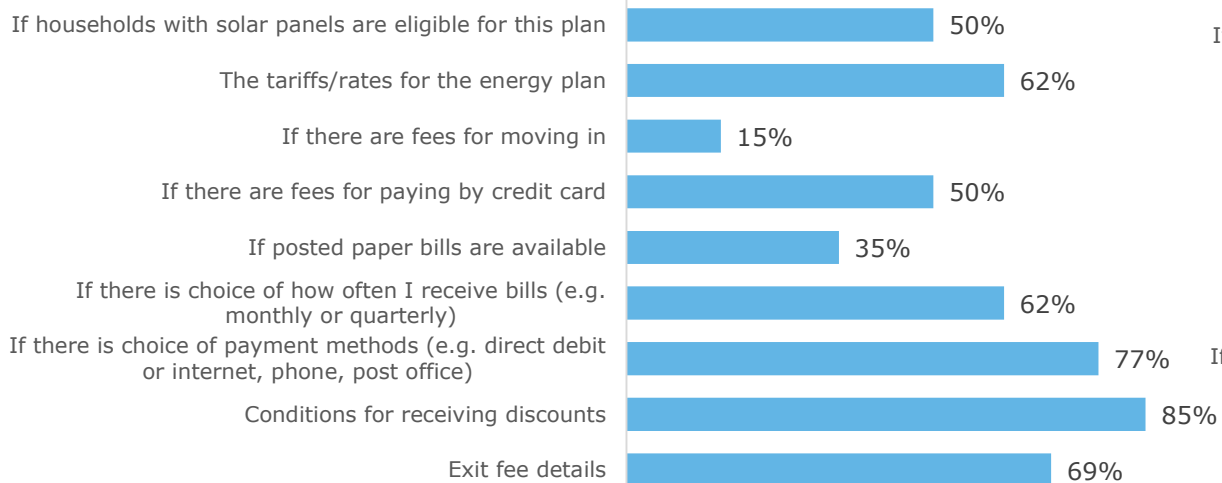 If households with solar panels are eligible for this plan
50%
The tariffs/rates for the energy plan
62%
If there are fees for moving in
15%
If there are fees for paying by credit card
50%
If posted paper bills are available
35%
If there is choice of how often I receive bills (e.g.
monthly or quarterly)
62%
If there is choice of payment methods (e.g. direct debit
or internet, phone, post office)
77%
Conditions for receiving discounts
85%
Exit fee details
69%